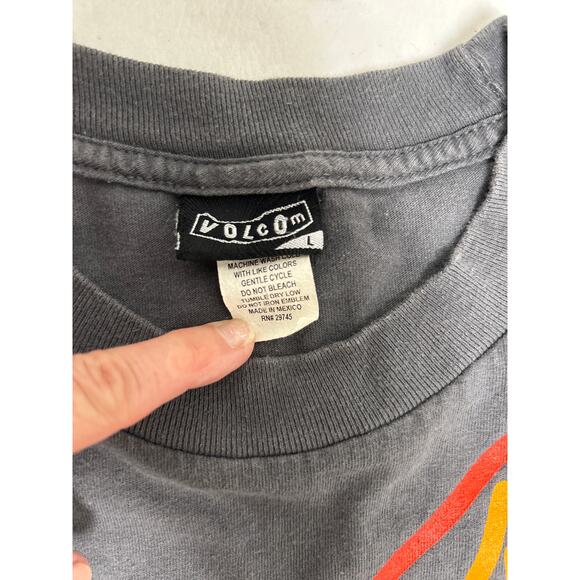 VOLCOM
L
MACHINE WASH COLD
WITH LIKE COLORS
GENTLE CYCLE
DO NOT BLEACH
TUMBLE DRY LOW
DO NOT IRON EMBLEM
MADE IN MEXICO
RN# 29745